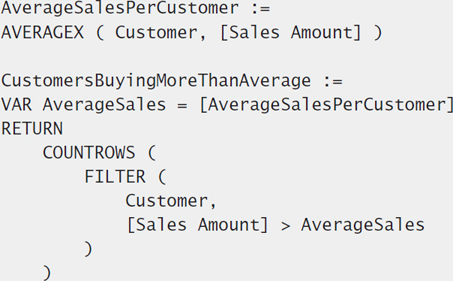 AverageSalesPerCustomer :=
AVERAGEX ( Customer, [Sales Amount] )
CustomersBuyingMoreThanAverage :=
VAR AverageSales = [AverageSalesPerCustomer]
RETURN
    COUNTROWS (
        FILTER (
            Customer,
            [Sales Amount] > AverageSales
        )
    )